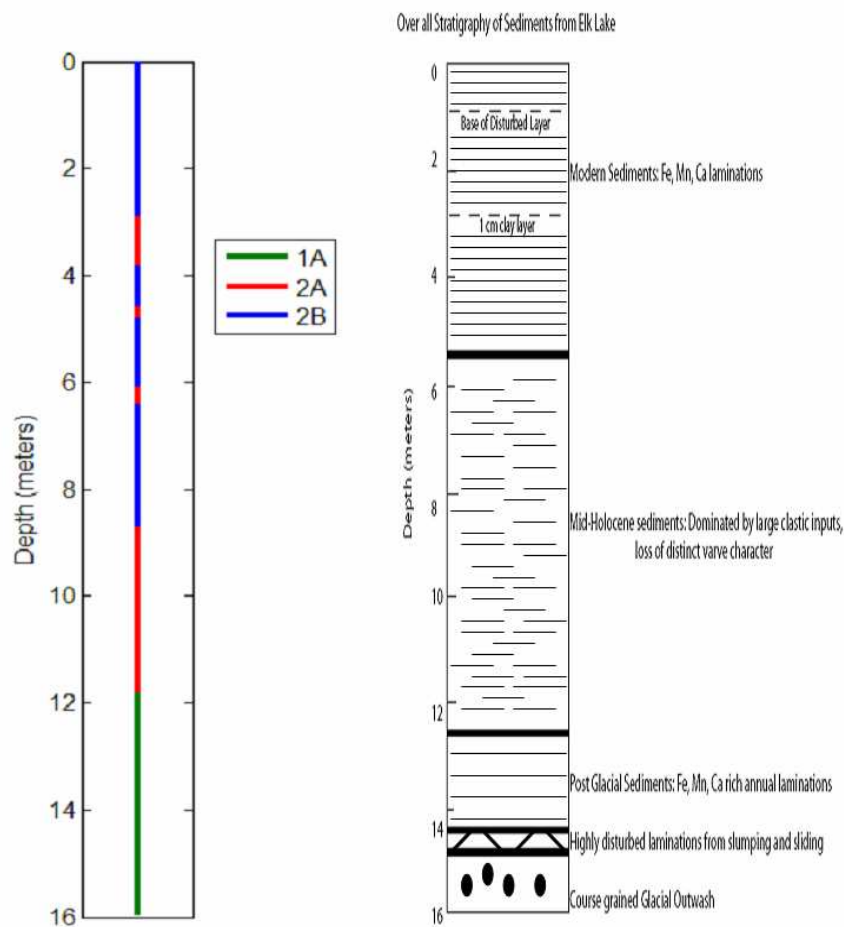 Over all Stratigraphy of Sediments from Elk Lake
0
2
4
6
8
10
12
14
16
Depth (meters)
1A
2A
2B
0
2
4
6
8
10
12
14
16
Depth (meters)
Base of Disturbed Layer
1 cm clay layer
Modern Sediments: Fe, Mn, Ca laminations
Mid-Holocene sediments: Dominated by large clastic inputs,
loss of distinct varve character
Post Glacial Sediments: Fe, Mn, Ca rich annual laminations
Highly disturbed laminations from slumping and sliding
Course grained Glacial Outwash